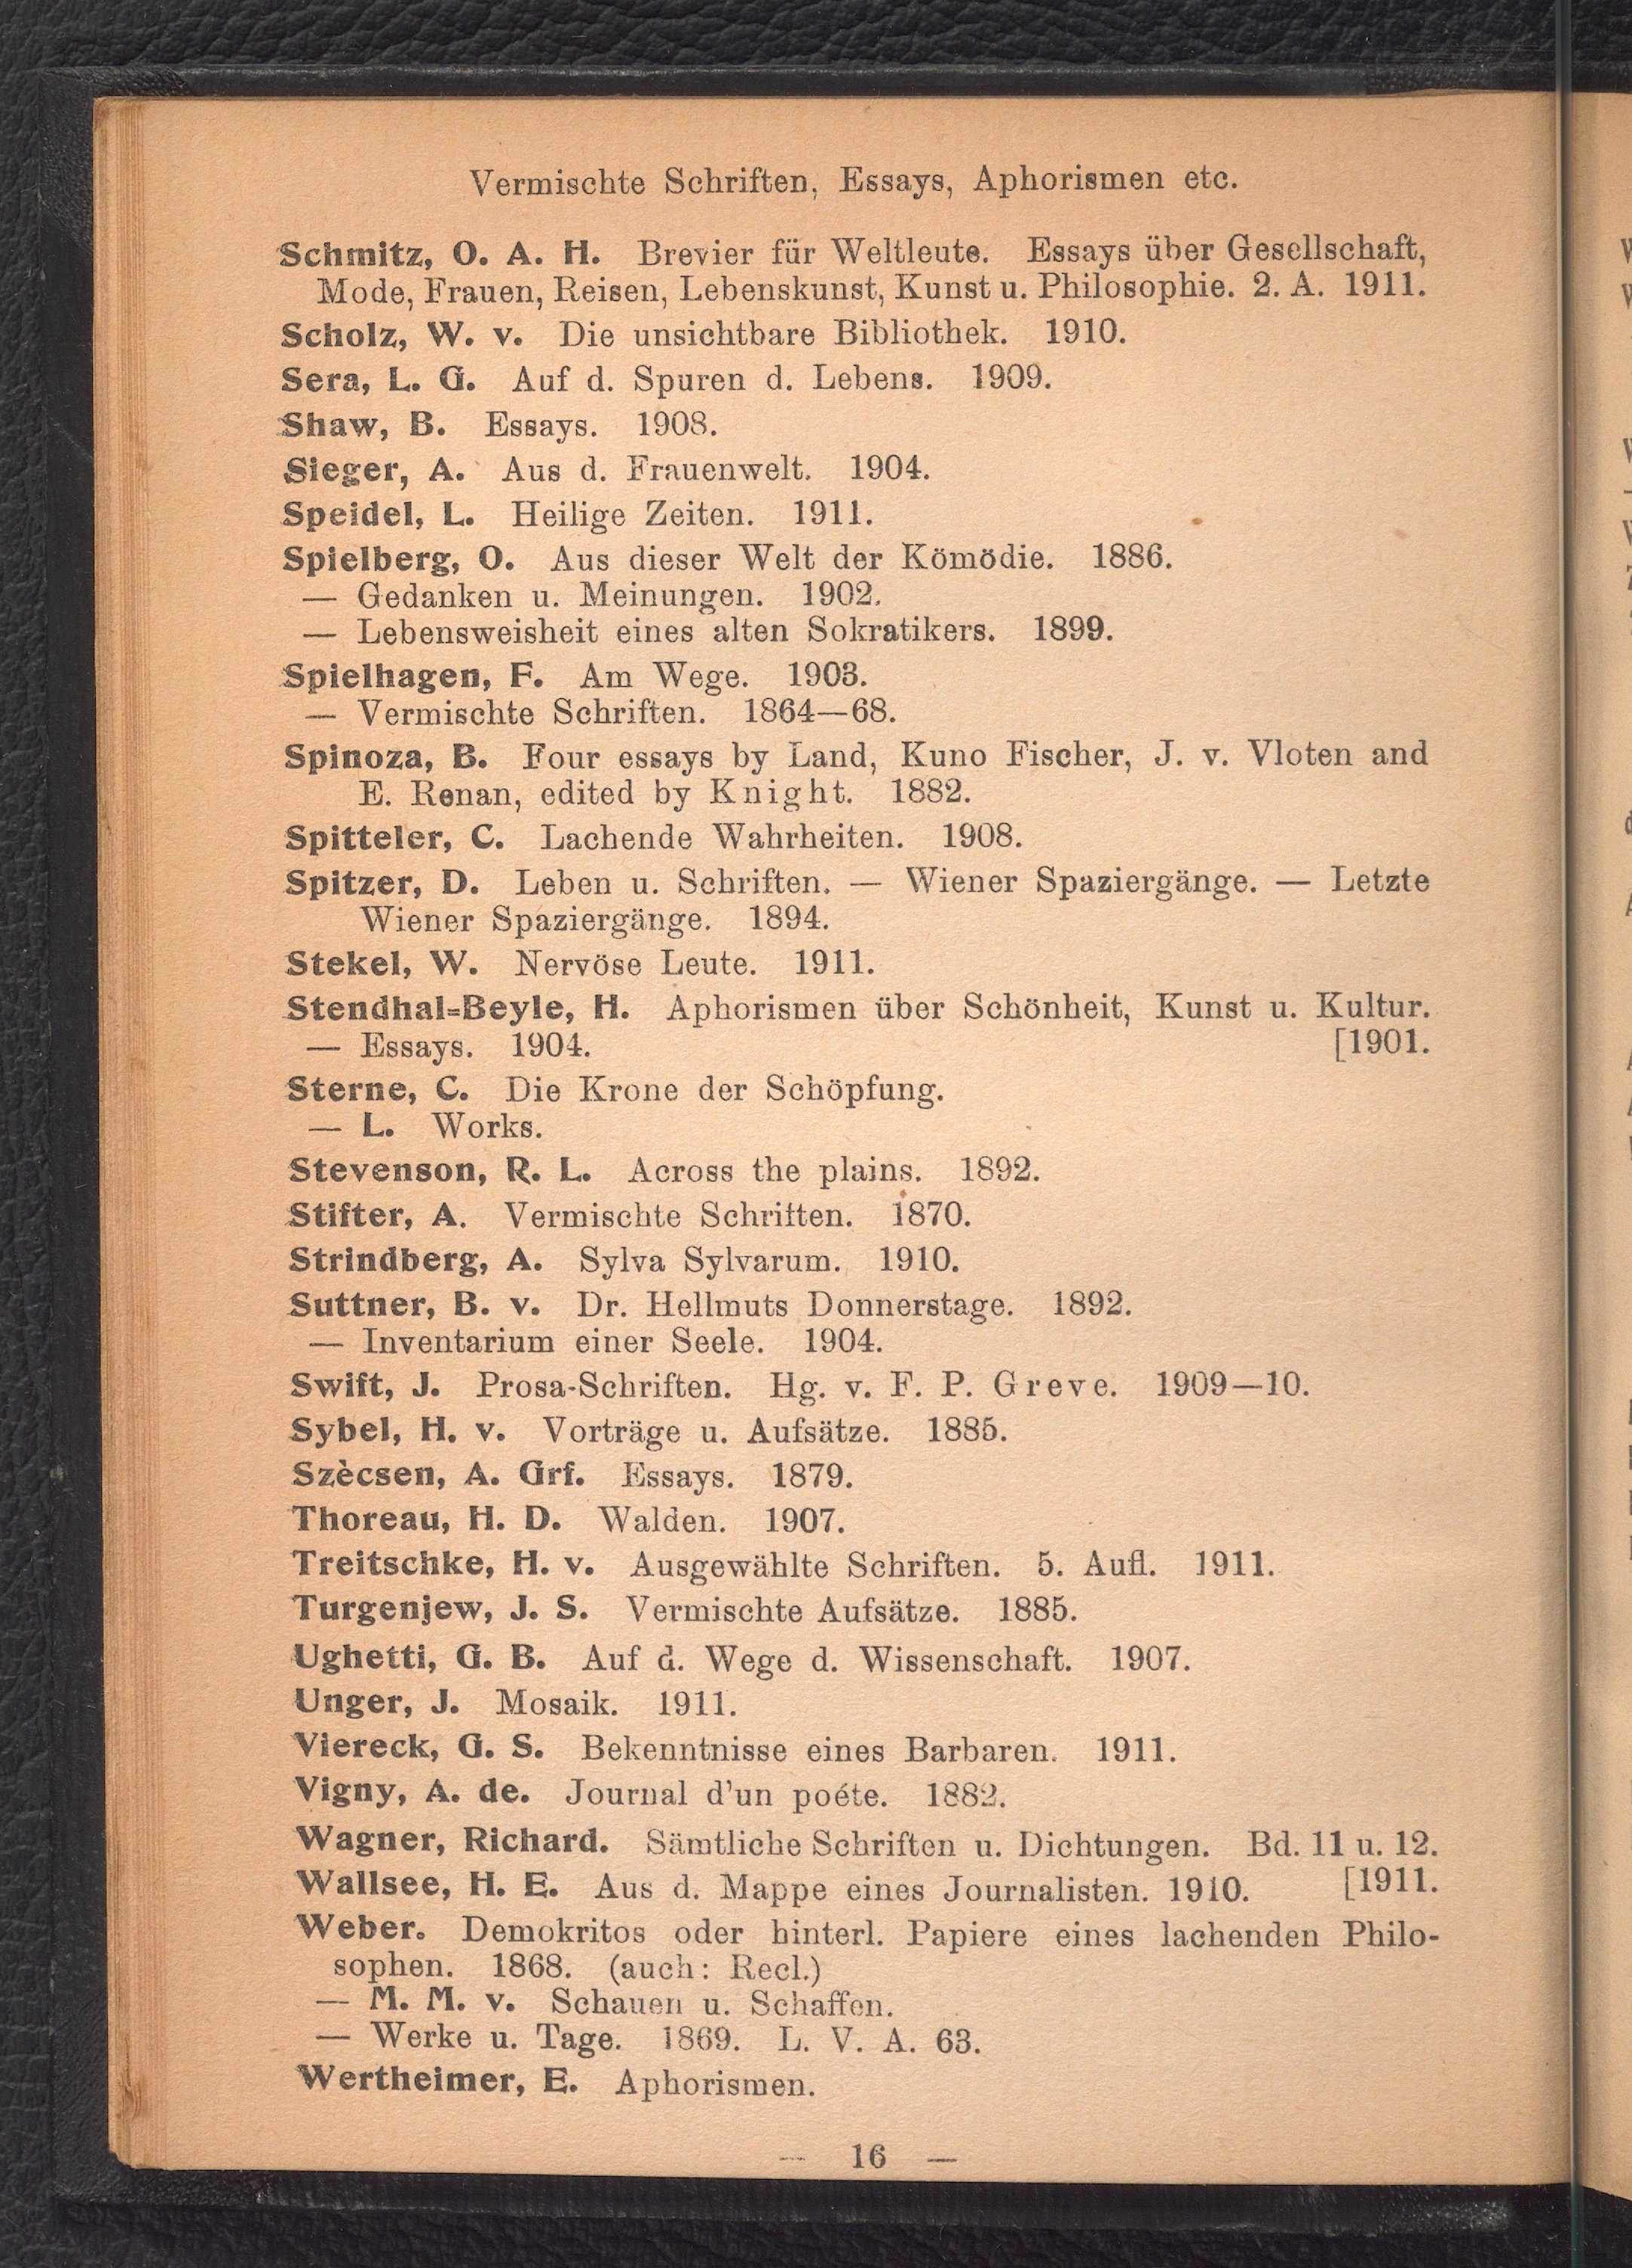 Vermischte Schriften, Essays, Aphorismen etc.
Schmitz, O. A. H. Brevier für Weltleute. Essays über Gesellschaft,
Mode, Frauen, Reisen, Lebenskunst, Kunst u. Philosophie. 2. A. 1911.
Scholz, W. v. Die unsichtbare Bibliothek. 1910.
Sera, L. G. Auf d. Spuren d. Lebens. 1909.
Shaw, B. Essays. 1908.
Sieger, A. Aus d. Frauenwelt. 1904.
Speidel, L. Heilige Zeiten. 1911.
Spielberg, O. Aus dieser Welt der Kömödie. 1886.
— Gedanken u. Meinungen. 1902.
— Lebensweisheit eines alten Sokratikers. 1899.
Spielhagen, F. Am Wege. 1903.
— Vermischte Schriften. 1864—68.
Spinoza, B. Four essays by Land, Kuno Fischer, J. v. Vloten and
E. Renan, edited by Knight. 1882.
Spitteler, C. Lachende Wahrheiten. 1908.
Spitzer, D. Leben u. Schriften. — Wiener Spaziergänge. — Letzte
Wiener Spaziergänge. 1894.
Stekel, W. Nervöse Leute. 1911.
Stendhal=Beyle, H. Aphorismen über Schönheit, Kunst u. Kultur.
— Essays. 1904. [1901.
Sterne, C. Die Krone der Schöpfung.
— L. Works.
Stevenson, R. L. Across the plains. 1892.
Stifter, A. Vermischte Schriften. 1870.
Strindberg, A. Sylva Sylvarum. 1910.
Suttner, B. v. Dr. Hellmuts Donnerstage. 1892.
— Inventarium einer Seele. 1904.
Swift, J. Prosa-Schriften. Hg. v. F. P. Greve. 1909—10.
Sybel, H. v. Vorträge u. Aufsätze. 1885.
Szècsen, A. Grf. Essays. 1879.
Thoreau, H. D. Walden. 1907.
Treitschke, H. v. Ausgewählte Schriften. 5. Aufl. 1911.
Turgenjew, J. S. Vermischte Aufsätze. 1885.
Ughetti, G. B. Auf d. Wege d. Wissenschaft. 1907.
Unger, J. Mosaik. 1911.
Viereck, G. S. Bekenntnisse eines Barbaren. 1911.
Vigny, A. de. Journal d'un poéte. 1882.
Wagner, Richard. Sämtliche Schriften u. Dichtungen. Bd. 11 u. 12.
Wallsee, H. E. Aus d. Mappe eines Journalisten. 1910. [1911.
Weber. Demokritos oder hinterl. Papiere eines lachenden Philo-
sophen. 1868. (auch: Recl.)
— M. M. v. Schauen u. Schaffen.
— Werke u. Tage. 1869. L. V. A. 63.
Wertheimer, E. Aphorismen.
— 16 —